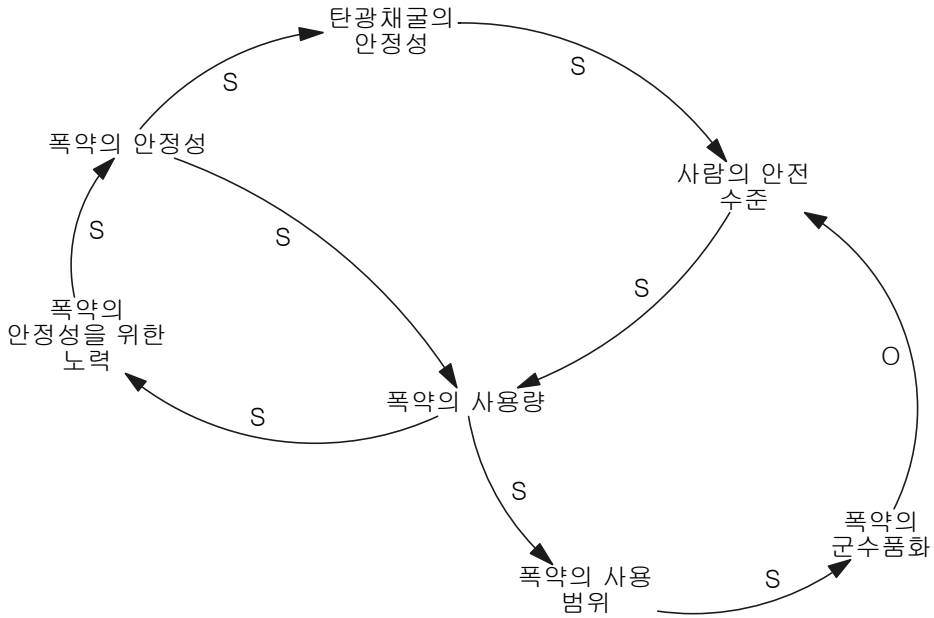 탄광채굴의
안정성
S
S
폭약의 안정성
사람의 안전
수준
S
S
S
폭약의
안정성을 위한
노력
O
폭약의 사용량
S
S
폭약의
군수품화
폭약의 사용
범위
S